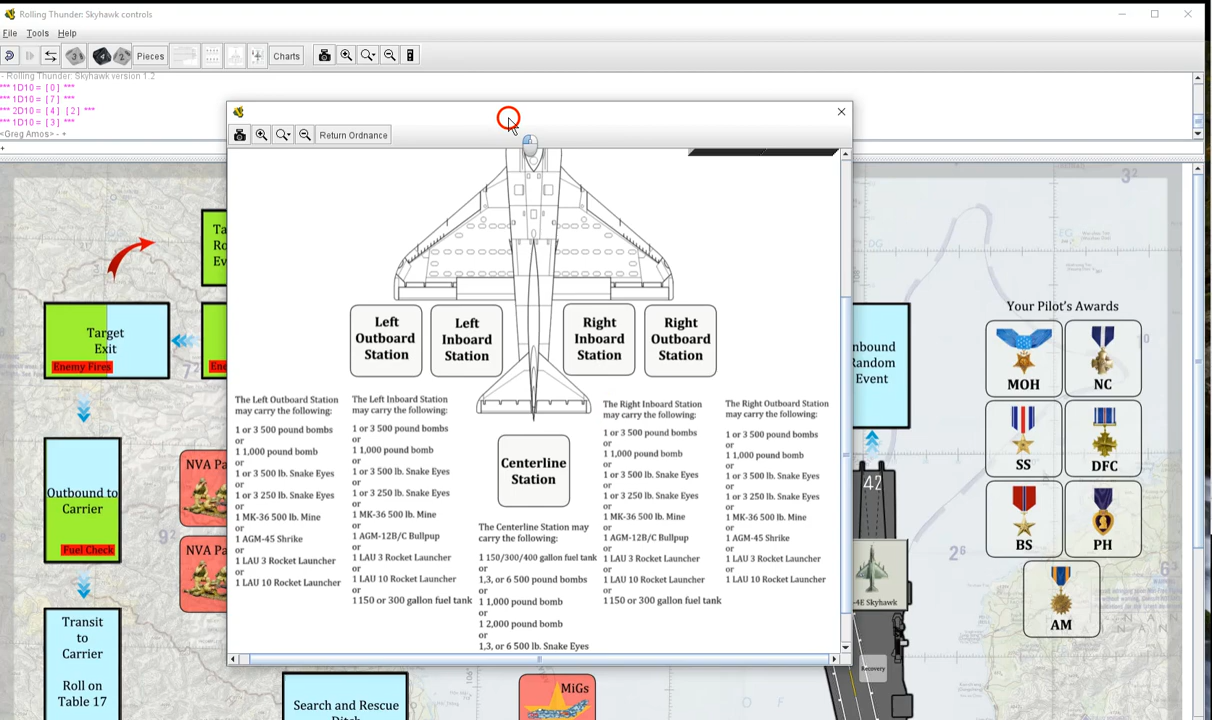 Rolling Thunder: Skyhawk controls
File Tools Help
Pieces
Charts
- Rolling Thunder: Skyhawk version 1.2
*** 1D10 = [ 0 ] ***
*** 1D10 = [ 7 ] ***
*** 2D10 = [ 4 ] [ 2 ] ***
*** 1D10 = [ 3 ] ***
<Greg Amos> - +
+
Return Ordnance
Target
Exit
Enemy Fires
Outbound to
Carrier
Fuel Check
Transit
to
Carrier
Roll on
Table 17
NVA Pa
NVA Pa
Left
Outboard
Station
Left
Inboard
Station
Right
Inboard
Station
Right
Outboard
Station
Centerline
Station
The Left Outboard Station
may carry the following:
1 or 3 500 pound bombs
or
1 1,000 pound bomb
or
1 or 3 500 lb. Snake Eyes
or
1 or 3 250 lb. Snake Eyes
or
1 MK-36 500 lb. Mine
or
1 AGM-45 Shrike
or
1 LAU 3 Rocket Launcher
or
1 LAU 10 Rocket Launcher
The Left Inboard Station
may carry the following:
1 or 3 500 pound bombs
or
1 1,000 pound bomb
or
1 or 3 500 lb. Snake Eyes
or
1 or 3 250 lb. Snake Eyes
or
1 MK-36 500 lb. Mine
or
1 AGM-12B/C Bullpup
or
1 LAU 3 Rocket Launcher
or
1 LAU 10 Rocket Launcher
or
1 150 or 300 gallon fuel tank
The Centerline Station may
carry the following:
1 150/300/400 gallon fuel tank
or
1,3, or 6 500 pound bombs
or
1 1,000 pound bomb
or
1 2,000 pound bomb
or
1,3, or 6 500 lb. Snake Eyes
The Right Inboard Station
may carry the following:
1 or 3 500 pound bombs
or
1 1,000 pound bomb
or
1 or 3 500 lb. Snake Eyes
or
1 or 3 250 lb. Snake Eyes
or
1 MK-36 500 lb. Mine
or
1 AGM-12B/C Bullpup
or
1 LAU 3 Rocket Launcher
or
1 LAU 10 Rocket Launcher
or
1 150 or 300 gallon fuel tank
The Right Outboard Station
may carry the following:
1 or 3 500 pound bombs
or
1 1,000 pound bomb
or
1 or 3 500 lb. Snake Eyes
or
1 or 3 250 lb. Snake Eyes
or
1 MK-36 500 lb. Mine
or
1 AGM-45 Shrike
or
1 LAU 3 Rocket Launcher
or
1 LAU 10 Rocket Launcher
nbound
Random
Event
42
-4E Skyhawk
Recovery
Your Pilot's Awards
MOH
NC
SS
DFC
BS
PH
AM
Search and Rescue
MiGs